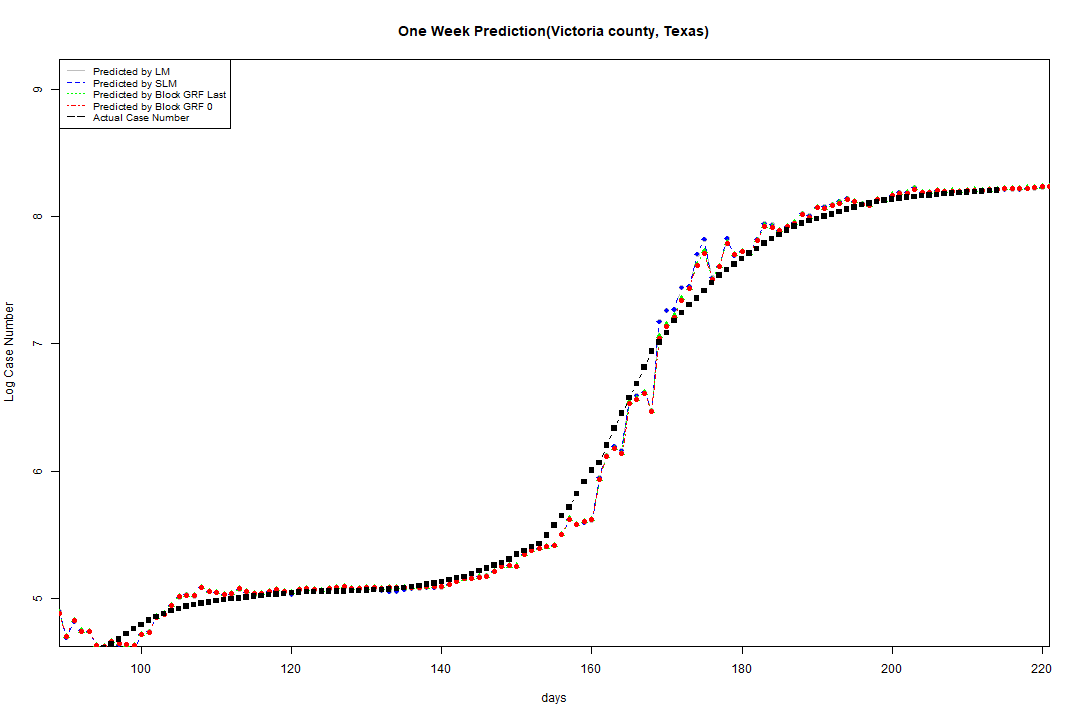 One Week Prediction(Victoria county, Texas)
Predicted by LM
Predicted by SLM
Predicted by Block GRF Last
Predicted by Block GRF 0
Actual Case Number
9
8
7
6
5
Log Case Number
100 120 140 160 180 200 220
days